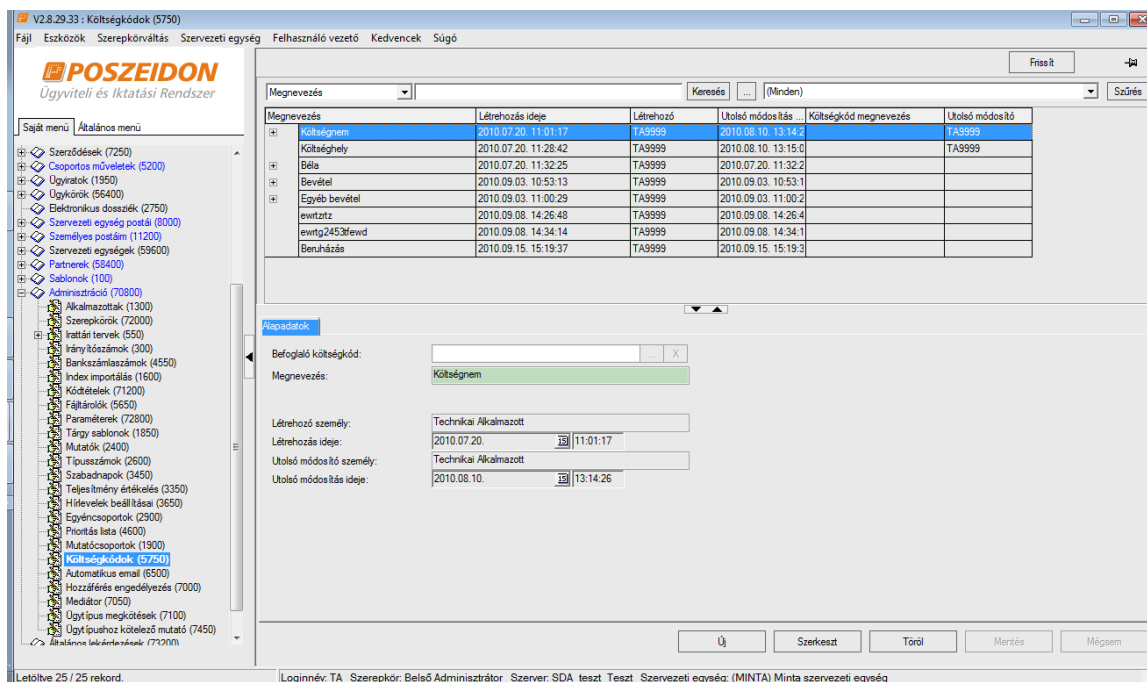 V2.8.29.33 : Költségkódok (5750)
Fájl Eszközök Szerepkörváltás Szervezeti egység Felhasználó vezető Kedvencek Súgó
POSZEIDON
Ügyviteli és Iktatási Rendszer
Saját menü Általános menü
Szerződések (7250)
Csoportos műveletek (5200)
Ügyiratok (1950)
Ügykörök (56400)
Elektronikus dossziék (2750)
Szervezeti egység postái (8000)
Személyes postáim (11200)
Szervezeti egységek (59600)
Partnerek (58400)
Sablonok (100)
Adminisztráció (70800)
Alkalmazottak (1300)
Szerepkörök (72000)
Irattári tervek (550)
Irányítószámok (300)
Bankszámlaszámok (4550)
Index importálás (1600)
Kódtételek (71200)
Fájltárolók (5650)
Paraméterek (72800)
Tárgy sablonok (1850)
Mutatók (2400)
Típusszámok (2600)
Szabadnapok (3450)
Teljesítmény értékelés (3350)
Hírlevelek beállításai (3650)
Egyéncsoportok (2900)
Prioritás lista (4600)
Mutatócsoportok (1900)
Költségkódok (5750)
Automatikus email (6500)
Hozzáférés engedélyezés (7000)
Mediátor (7050)
Ügytípus megkötések (7100)
Ügytípushoz kötelező mutató (7450)
Általános lekérdezések (73200)
Frissít
Megnevezés Keresés ... (Minden) Szűrés
Megnevezés Létrehozás ideje Létrehozó Utolsó módosítás ... Költségkód megnevezés Utolsó módosító
Költségnem 2010.07.20. 11:01:17 TA9999 2010.08.10. 13:14:2 TA9999
Költséghely 2010.07.20. 11:28:42 TA9999 2010.08.10. 13:15:0 TA9999
Béla 2010.07.20. 11:32:25 TA9999 2010.07.20. 11:32:2
Bevétel 2010.09.03. 10:53:13 TA9999 2010.09.03. 10:53:1
Egyéb bevétel 2010.09.03. 11:00:29 TA9999 2010.09.03. 11:00:2
ewrtzrtz 2010.09.08. 14:26:48 TA9999 2010.09.08. 14:26:4
ewrtg2453tfewd 2010.09.08. 14:34:14 TA9999 2010.09.08. 14:34:1
Beruházás 2010.09.15. 15:19:37 TA9999 2010.09.15. 15:19:3
Alapadatok
Befoglaló költségkód: ... X
Megnevezés: Költségnem
Létrehozó személy: Technikai Alkalmazott
Létrehozás ideje: 2010.07.20. 15 11:01:17
Utolsó módosító személy: Technikai Alkalmazott
Utolsó módosítás ideje: 2010.08.10. 15 13:14:26
Új Szerkeszt Töröl Mentés Mégsem
Letöltve 25 / 25 rekord. Loginnév: TA Szerepkör: Belső Adminisztrátor Szerver: SDA_teszt_Teszt Szervezeti egység: (MINTA) Minta szervezeti egység